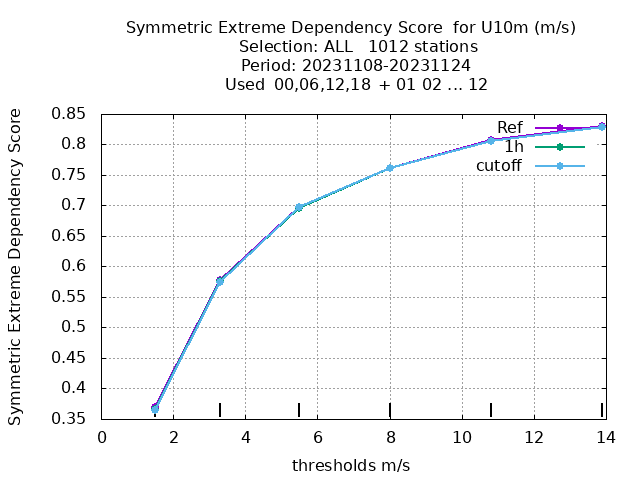 Symmetric Extreme Dependency Score  for U10m (m/s)
Selection: ALL   1012 stations
Period: 20231108-20231124
Used  00,06,12,18  + 01 02 ... 12
Symmetric Extreme Dependency Score
0.85
0.8
0.75
0.7
0.65
0.6
0.55
0.5
0.45
0.4
0.35
Ref
1h
cutoff
0 2 4 6 8 10 12 14
thresholds m/s